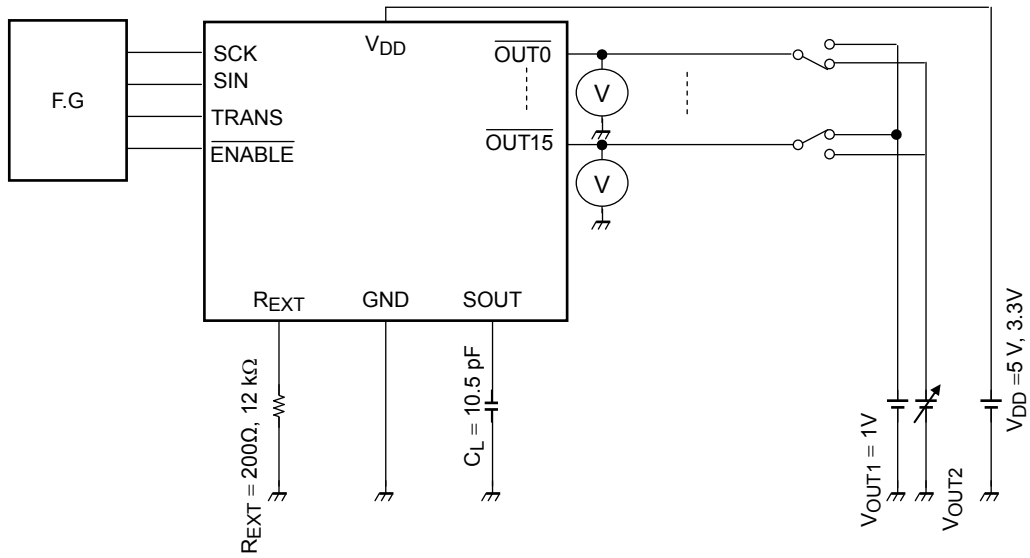 F.G
SCK
SIN
TRANS
ENABLE
VDD
OUT0
OUT15
V
V
REXT
GND
SOUT
REXT = 200Ω, 12 kΩ
CL = 10.5 pF
VOUT1 = 1V
VOUT2
VDD =5 V, 3.3V